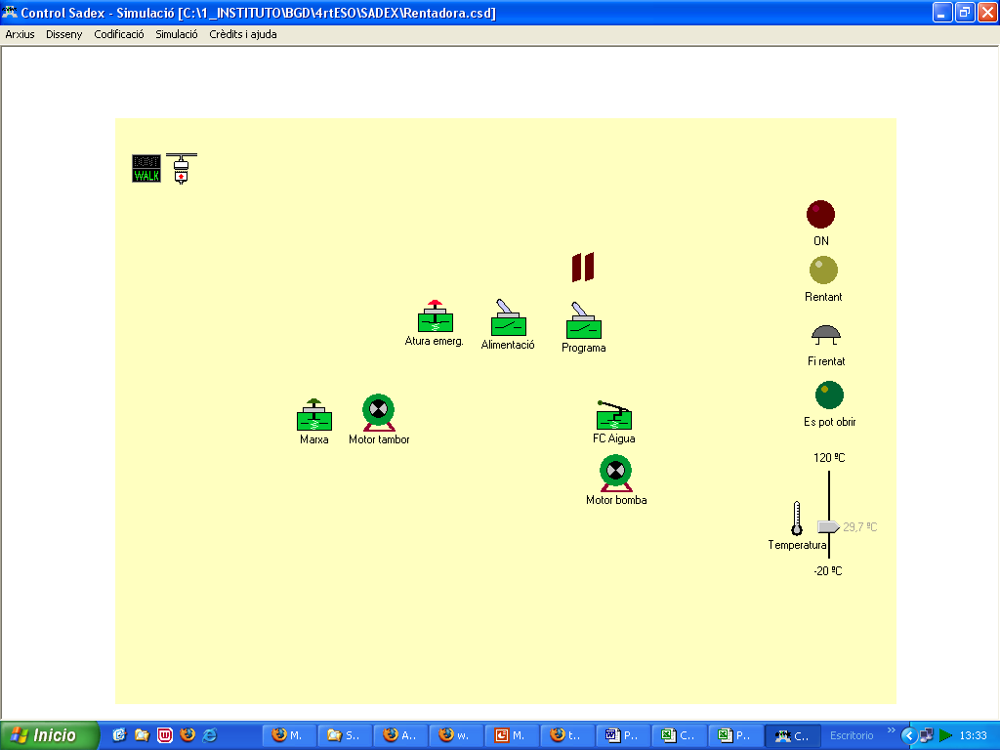 Control Sadex - Simulació [C:\1_INSTITUTO\BGD\4rtESO\SADEX\Rentadora.csd]
Arxius Disseny Codificació Simulació Crèdits i ajuda
WALK
ON
Rentant
Atura emerg. Alimentació Programa
Fi rentat
Es pot obrir
Marxa Motor tambor FC Aigua
120 ºC
Motor bomba
29,7 ºC
Temperatura
-20 ºC
Inicio M. S.. A.. w. M. t.. P.. C.. P.. C.. Escritorio 13:33